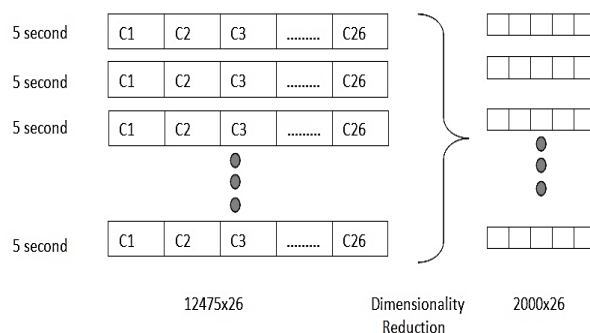 5 second C1 C2 C3 ......... C26
5 second C1 C2 C3 ......... C26
5 second C1 C2 C3 ......... C26
5 second C1 C2 C3 ......... C26
12475x26 Dimensionality 2000x26
Reduction